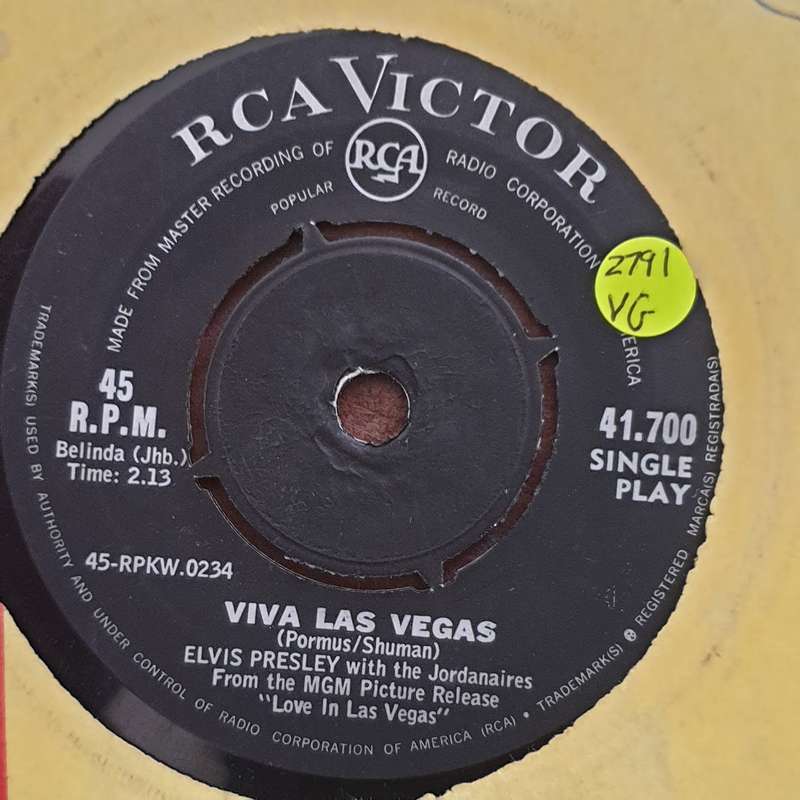 RCA VICTOR
MADE FROM MASTER RECORDING OF
RCA
RADIO CORPORATION ERICA
POPULAR
RECORD
2791
VG
45
R.P.M.
Belinda (Jhb.)
Time: 2.13
41.700
SINGLE
PLAY
45-RPKW.0234
VIVA LAS VEGAS
(Pormus/Shuman)
ELVIS PRESLEY with the Jordanaires
From the MGM Picture Release
"Love In Las Vegas"
TRADEMARK(S) USED BY AUTHORITY AND UNDER CONTROL OF RADIO CORPORATION OF AMERICA (RCA) • TRADEMARK(S) ® REGISTERED MARCA(S) REGISTRADA(S)